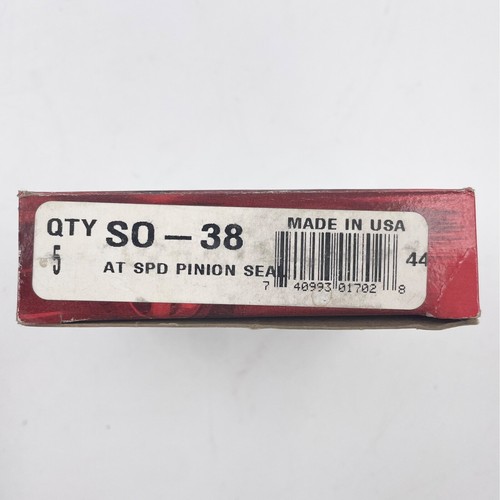 QTY SO-38 MADE IN USA
5 AT SPD PINION SEAL 44
7 40993 01702 8